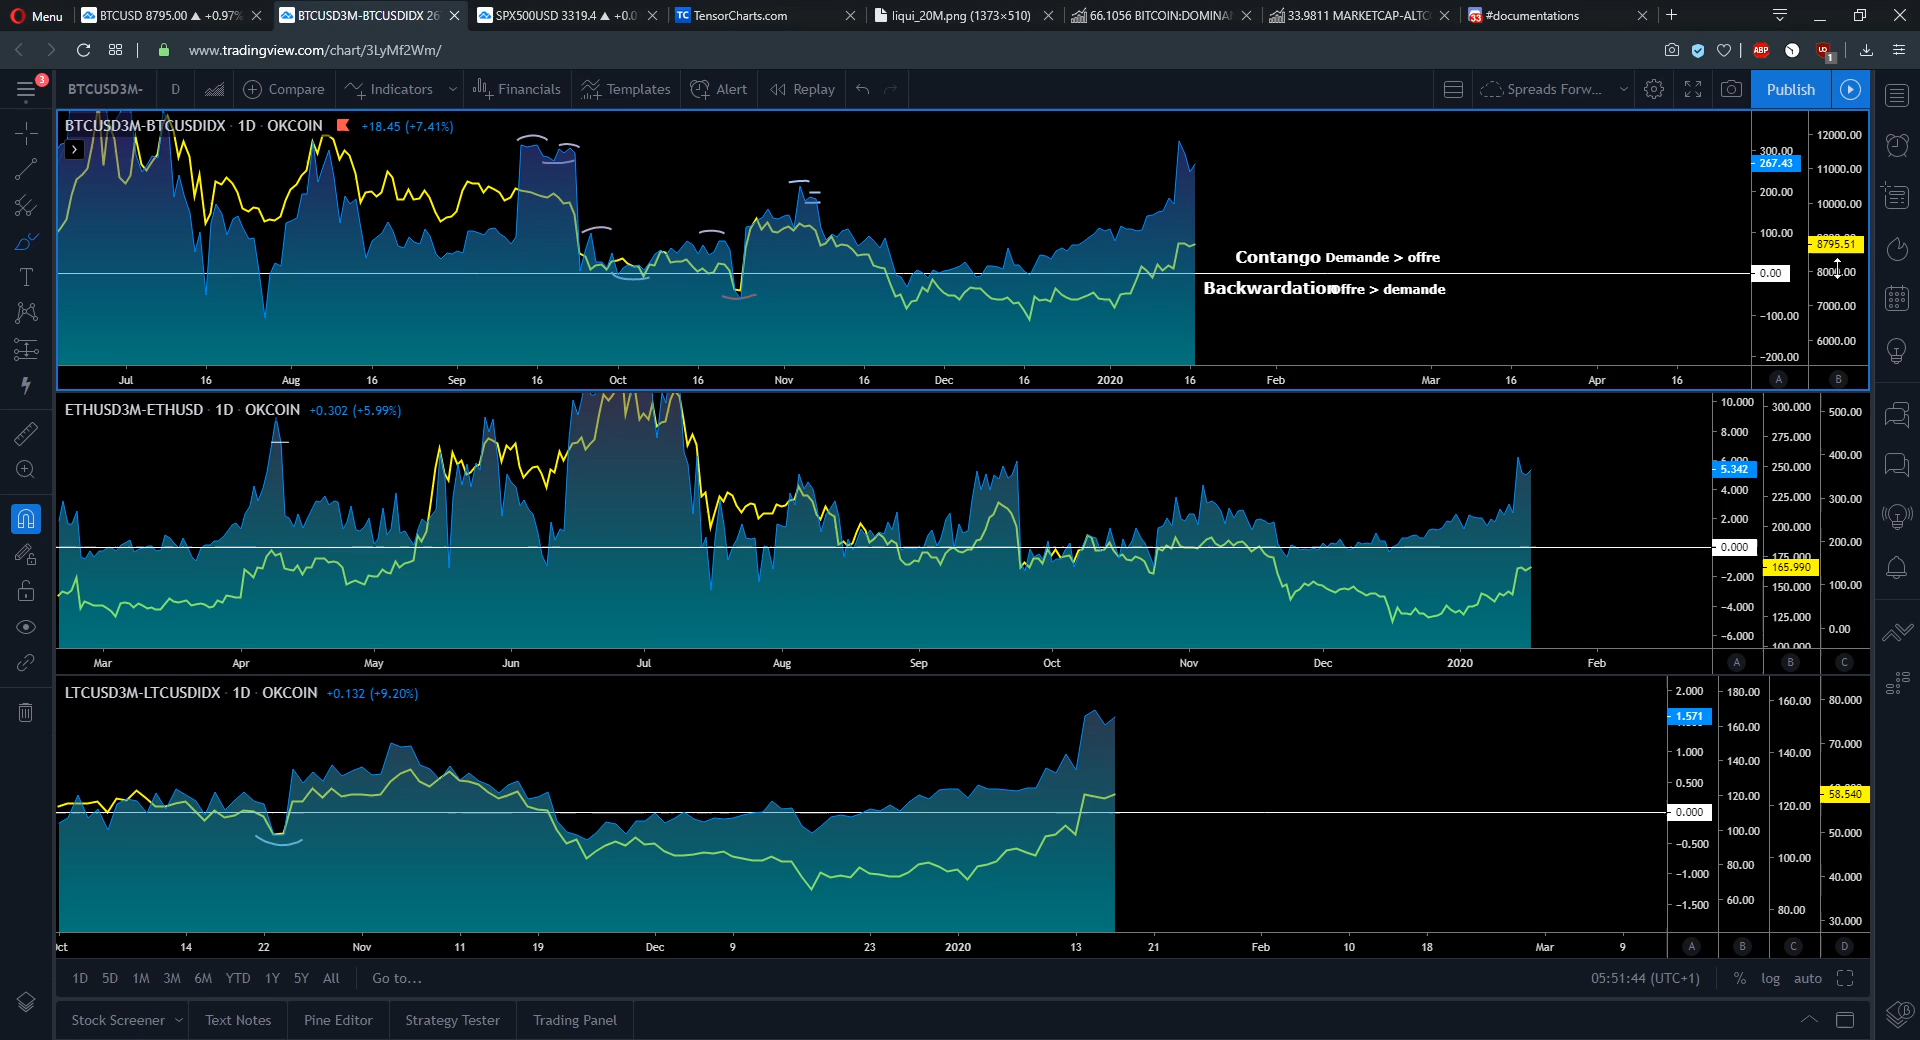 Menu
BTCUSD 8795.00 ▲ +0.97%
BTCUSD3M-BTCUSDIDX 26
SPX500USD 3319.4 ▲ +0.0
TC TensorCharts.com
liqui_20M.png (1373×510)
66.1056 BITCOIN:DOMINA
33.9811 MARKETCAP-ALTC
33 #documentations
www.tradingview.com/chart/3LyMf2Wm/
ABP
1
3
BTCUSD3M-
D
Compare
Indicators
Financials
Templates
Alert
Replay
Spreads Forw...
Publish
BTCUSD3M-BTCUSDIDX · 1D · OKCOIN +18.45 (+7.41%)
Contango Demande > offre
Backwardation offre > demande
300.00
267.43
200.00
100.00
0.00
-100.00
-200.00
12000.00
11000.00
10000.00
8795.51
8000.00
7000.00
6000.00
Jul 16 Aug 16 Sep 16 Oct 16 Nov 16 Dec 16 2020 16 Feb Mar 16 Apr 16
A B
ETHUSD3M-ETHUSD · 1D · OKCOIN +0.302 (+5.99%)
10.000
8.000
6.000
5.342
4.000
2.000
0.000
-2.000
-4.000
-6.000
300.000
275.000
250.000
225.000
200.000
175.000
165.990
150.000
125.000
100.000
500.00
400.00
300.00
200.00
100.00
0.00
Mar Apr May Jun Jul Aug Sep Oct Nov Dec 2020 Feb
A B C
LTCUSD3M-LTCUSDIDX · 1D · OKCOIN +0.132 (+9.20%)
2.000
1.571
1.000
0.500
0.000
-0.500
-1.000
-1.500
180.00
160.00
140.00
120.00
100.00
80.00
60.00
160.00
140.00
120.00
100.00
80.00
80.000
70.000
58.540
50.000
40.000
30.000
ct 14 22 Nov 11 19 Dec 9 23 2020 13 21 Feb 10 18 Mar 9
A B C D
1D 5D 1M 3M 6M YTD 1Y 5Y All Go to...
05:51:44 (UTC+1) % log auto
Stock Screener Text Notes Pine Editor Strategy Tester Trading Panel